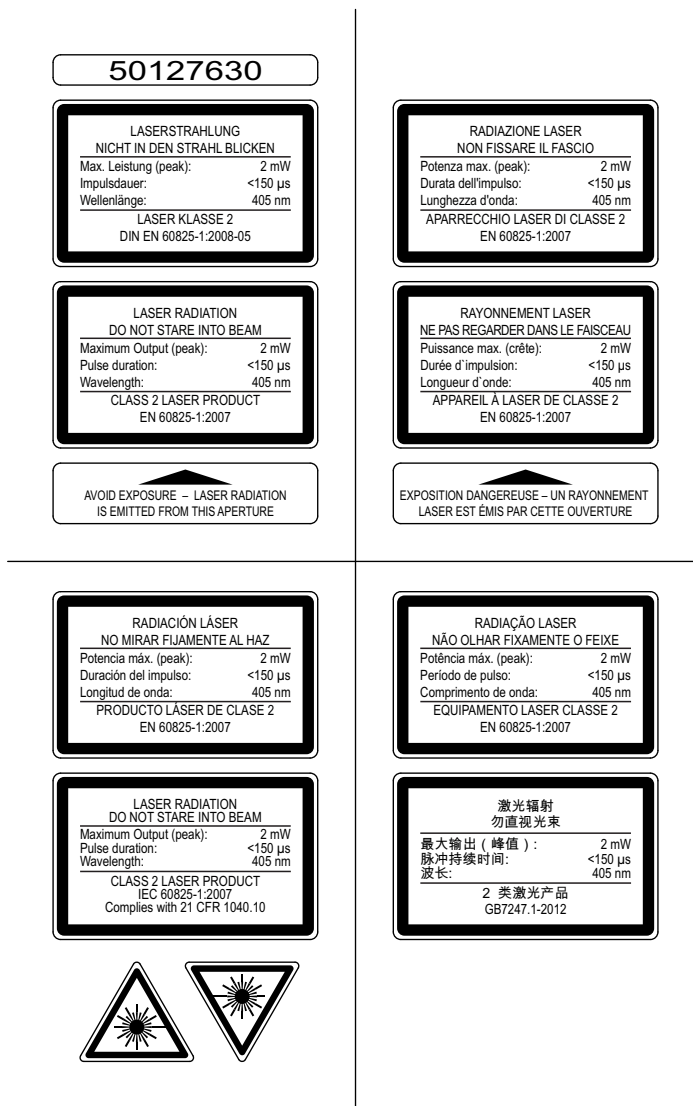 50127630
LASERSTRAHLUNG
NICHT IN DEN STRAHL BLICKEN
Max. Leistung (peak): 2 mW
Impulsdauer: <150 µs
Wellenlänge: 405 nm
LASER KLASSE 2
DIN EN 60825-1:2008-05
LASER RADIATION
DO NOT STARE INTO BEAM
Maximum Output (peak): 2 mW
Pulse duration: <150 µs
Wavelength: 405 nm
CLASS 2 LASER PRODUCT
EN 60825-1:2007
AVOID EXPOSURE – LASER RADIATION
IS EMITTED FROM THIS APERTURE
RADIAZIONE LASER
NON FISSARE IL FASCIO
Potenza max. (peak): 2 mW
Durata dell'impulso: <150 µs
Lunghezza d'onda: 405 nm
APARRECCHIO LASER DI CLASSE 2
EN 60825-1:2007
RAYONNEMENT LASER
NE PAS REGARDER DANS LE FAISCEAU
Puissance max. (crête): 2 mW
Durée d`impulsion: <150 µs
Longueur d`onde: 405 nm
APPAREIL À LASER DE CLASSE 2
EN 60825-1:2007
EXPOSITION DANGEREUSE – UN RAYONNEMENT
LASER EST ÉMIS PAR CETTE OUVERTURE
RADIACIÓN LÁSER
NO MIRAR FIJAMENTE AL HAZ
Potencia máx. (peak): 2 mW
Duración del impulso: <150 µs
Longitud de onda: 405 nm
PRODUCTO LÁSER DE CLASE 2
EN 60825-1:2007
LASER RADIATION
DO NOT STARE INTO BEAM
Maximum Output (peak): 2 mW
Pulse duration: <150 µs
Wavelength: 405 nm
CLASS 2 LASER PRODUCT
IEC 60825-1:2007
Complies with 21 CFR 1040.10
RADIAÇÃO LASER
NÃO OLHAR FIXAMENTE O FEIXE
Potência máx. (peak): 2 mW
Período de pulso: <150 µs
Comprimento de onda: 405 nm
EQUIPAMENTO LASER CLASSE 2
EN 60825-1:2007
激光辐射
勿直视光束
最大输出（峰值）: 2 mW
脉冲持续时间: <150 µs
波长: 405 nm
2 类激光产品
GB7247.1-2012